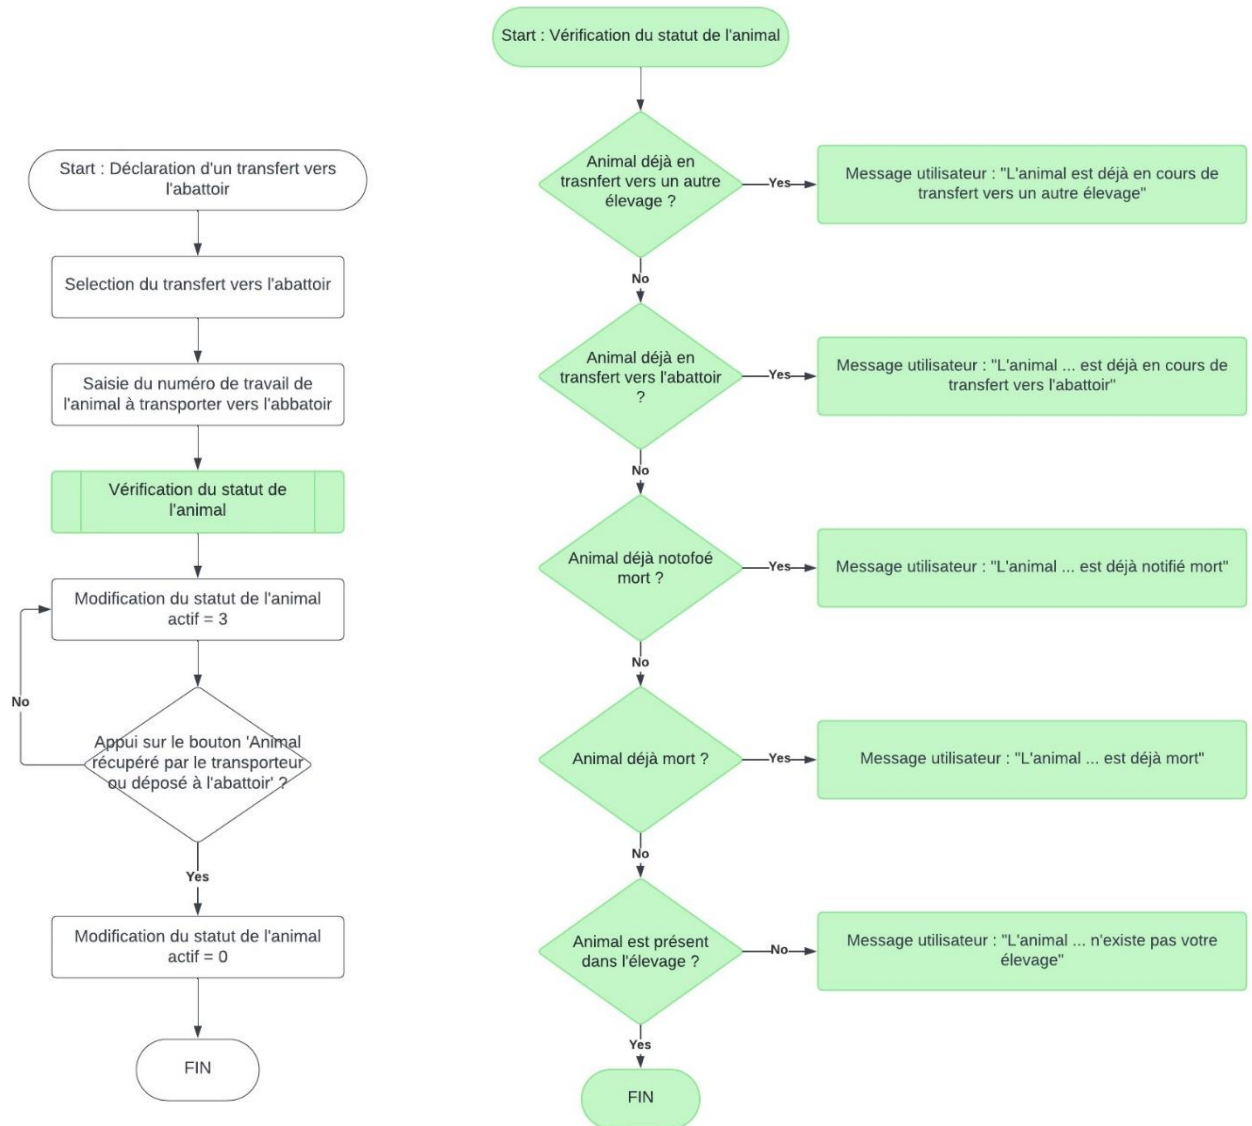 Start : Déclaration d'un transfert vers
l'abattoir
Selection du transfert vers l'abattoir
Saisie du numéro de travail de
l'animal à transporter vers l'abbatoir
Vérification du statut de
l'animal
Modification du statut de l'animal
actif = 3
No
Appui sur le bouton 'Animal
récupéré par le transporteur
ou déposé à l'abattoir' ?
Yes
Modification du statut de l'animal
actif = 0
FIN
Start : Vérification du statut de l'animal
Animal déjà en
trasnfert vers un autre
élevage ?
Yes
Message utilisateur : "L'animal est déjà en cours de
transfert vers un autre élevage"
No
Animal déjà en
transfert vers l'abattoir
?
Yes
Message utilisateur : "L'animal ... est déjà en cours de
transfert vers l'abattoir"
No
Animal déjà notofoé
mort ?
Yes
Message utilisateur : "L'animal ... est déjà notifié mort"
No
Animal déjà mort ?
Yes
Message utilisateur : "L'animal ... est déjà mort"
No
Animal est présent
dans l'élevage ?
No
Message utilisateur : "L'animal ... n'existe pas votre
élevage"
Yes
FIN